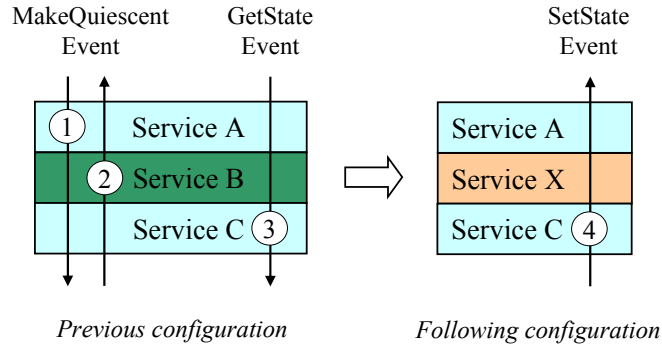 MakeQuiescent
Event
GetState
Event
SetState
Event
1
Service A
2
Service B
Service C
3
Service A
Service X
Service C
4
Previous configuration
Following configuration